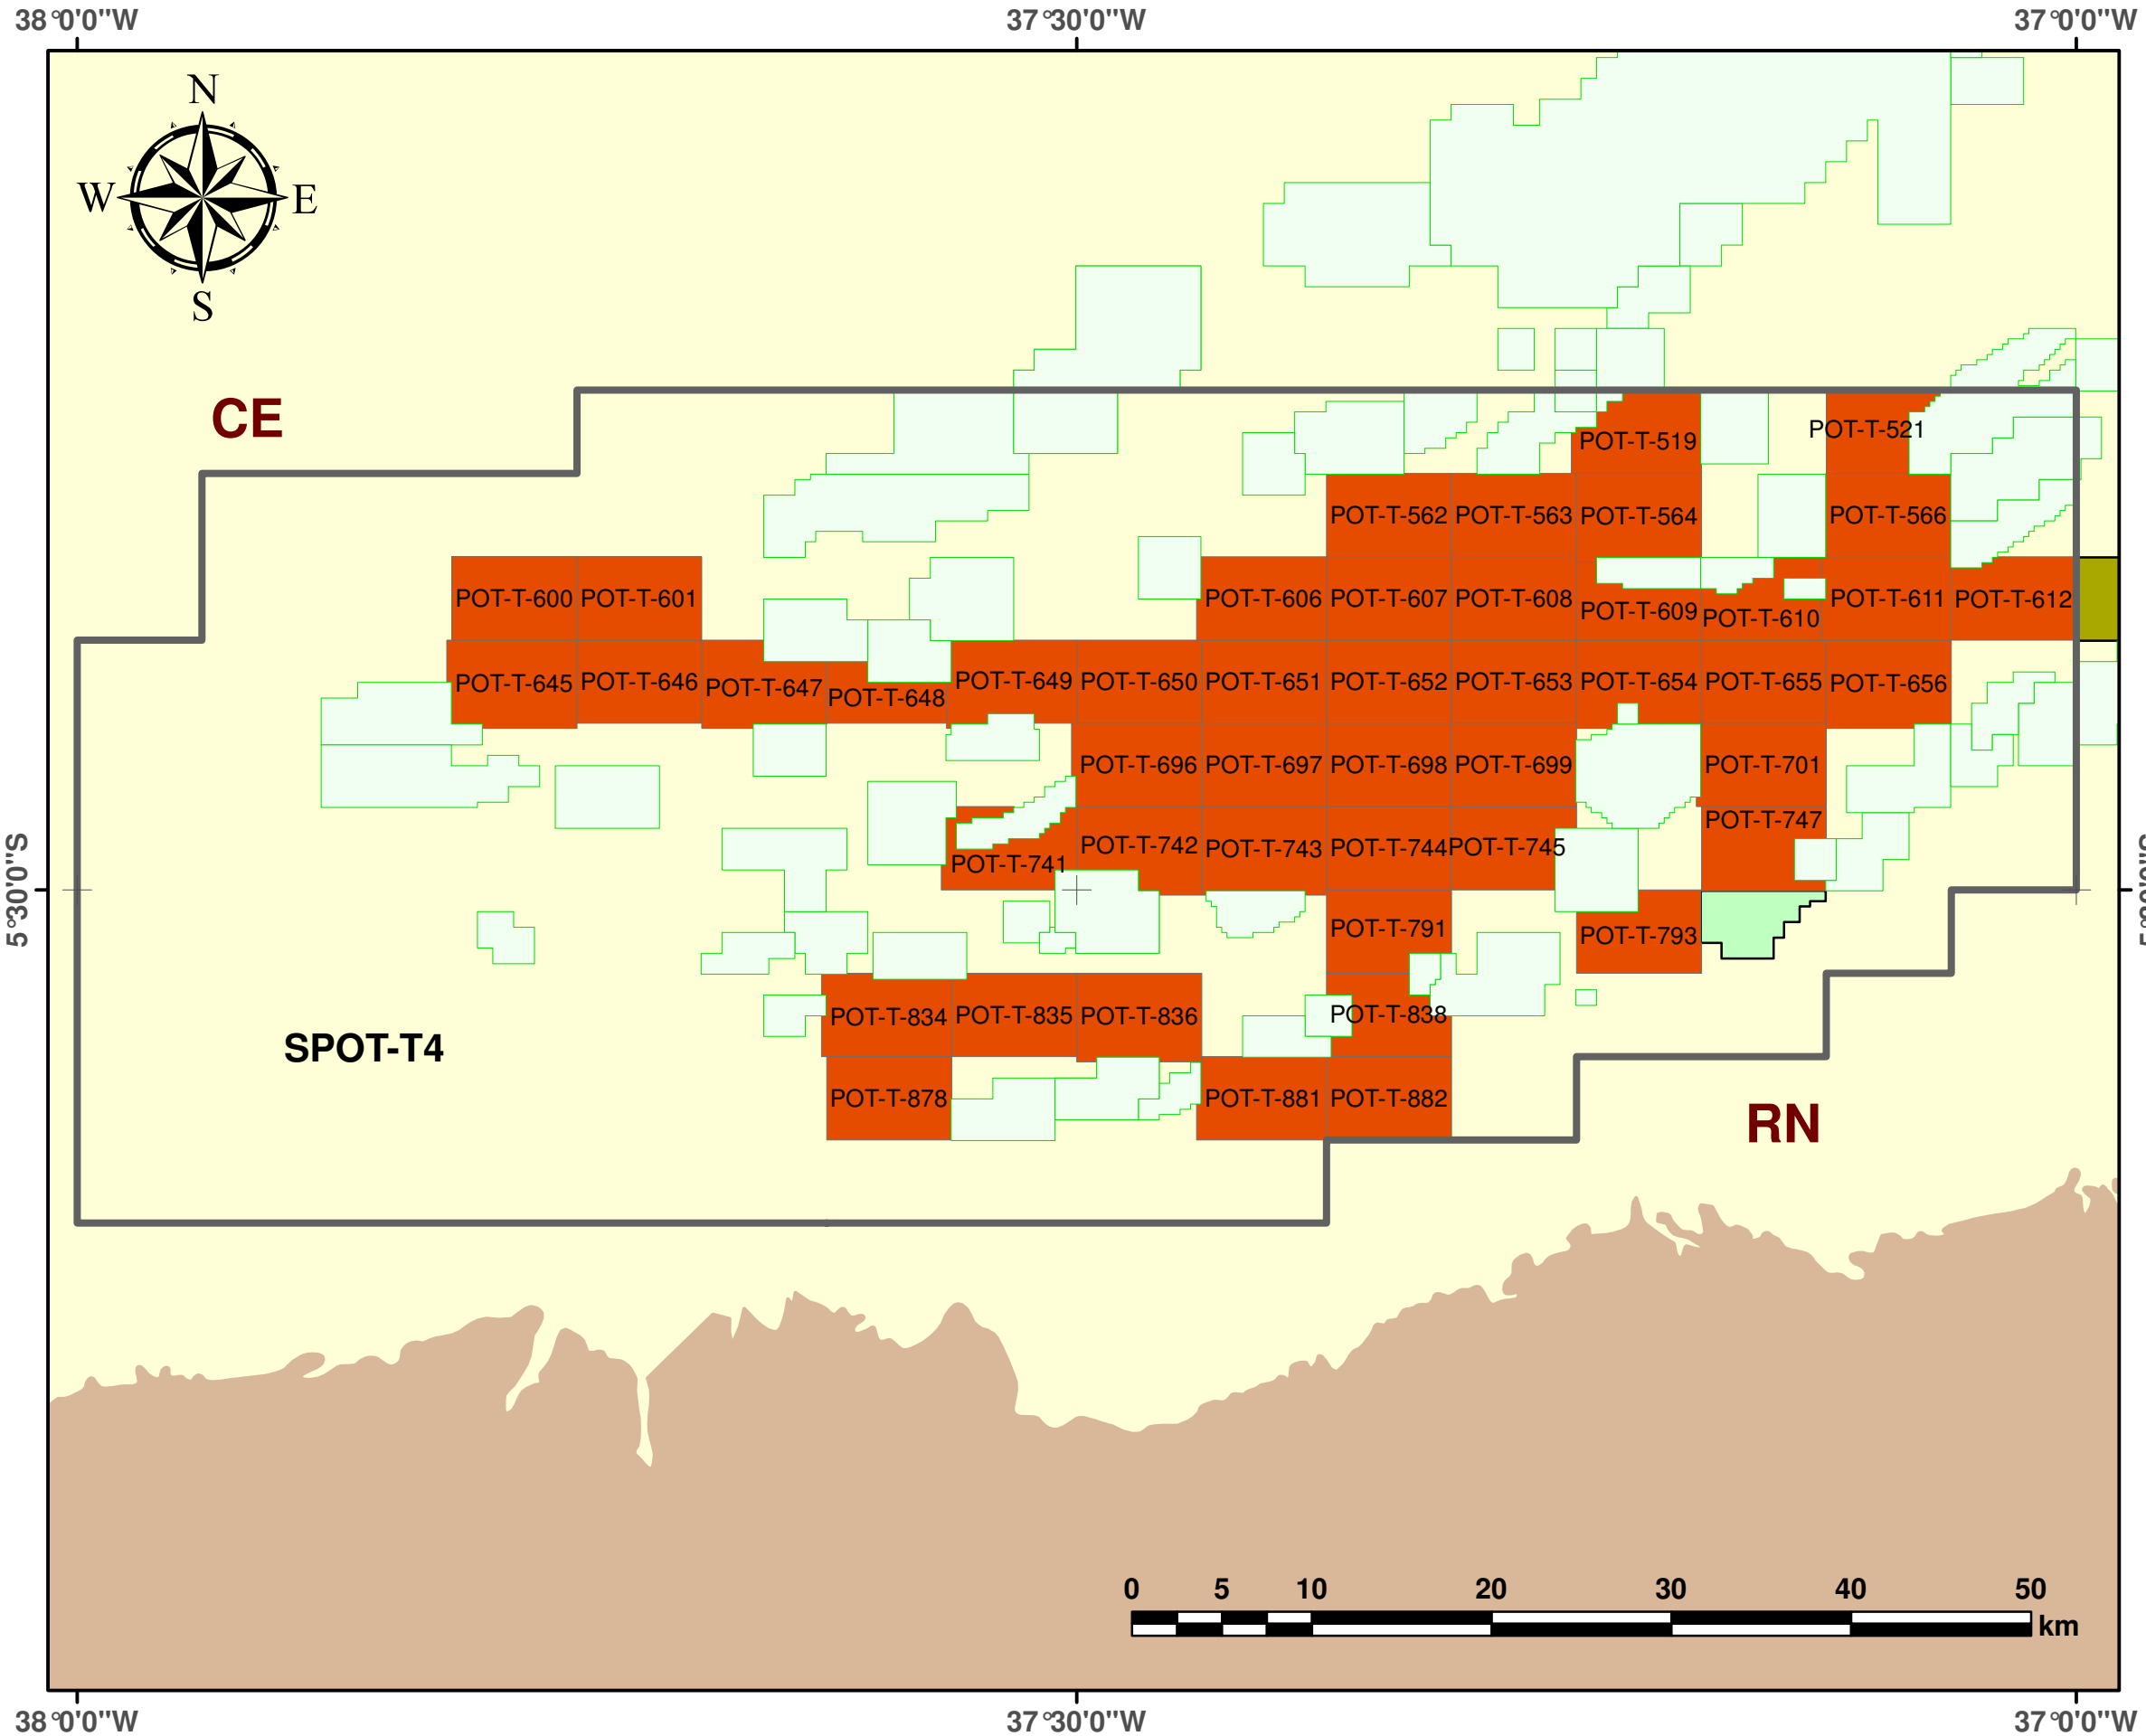 38°0'0"W 37°30'0"W 37°0'0"W
N
W E
S
CE
POT-T-519 POT-T-521
POT-T-562 POT-T-563 POT-T-564 POT-T-566
POT-T-600 POT-T-601 POT-T-606 POT-T-607 POT-T-608 POT-T-609 POT-T-610 POT-T-611 POT-T-612
POT-T-645 POT-T-646 POT-T-647 POT-T-648 POT-T-649 POT-T-650 POT-T-651 POT-T-652 POT-T-653 POT-T-654 POT-T-655 POT-T-656
POT-T-696 POT-T-697 POT-T-698 POT-T-699 POT-T-701
POT-T-741 POT-T-742 POT-T-743 POT-T-744 POT-T-745 POT-T-747
5°30'0"S
POT-T-791 POT-T-793
POT-T-834 POT-T-835 POT-T-836 POT-T-838
SPOT-T4
POT-T-878 POT-T-881 POT-T-882
RN
0 5 10 20 30 40 50
km
38°0'0"W 37°30'0"W 37°0'0"W